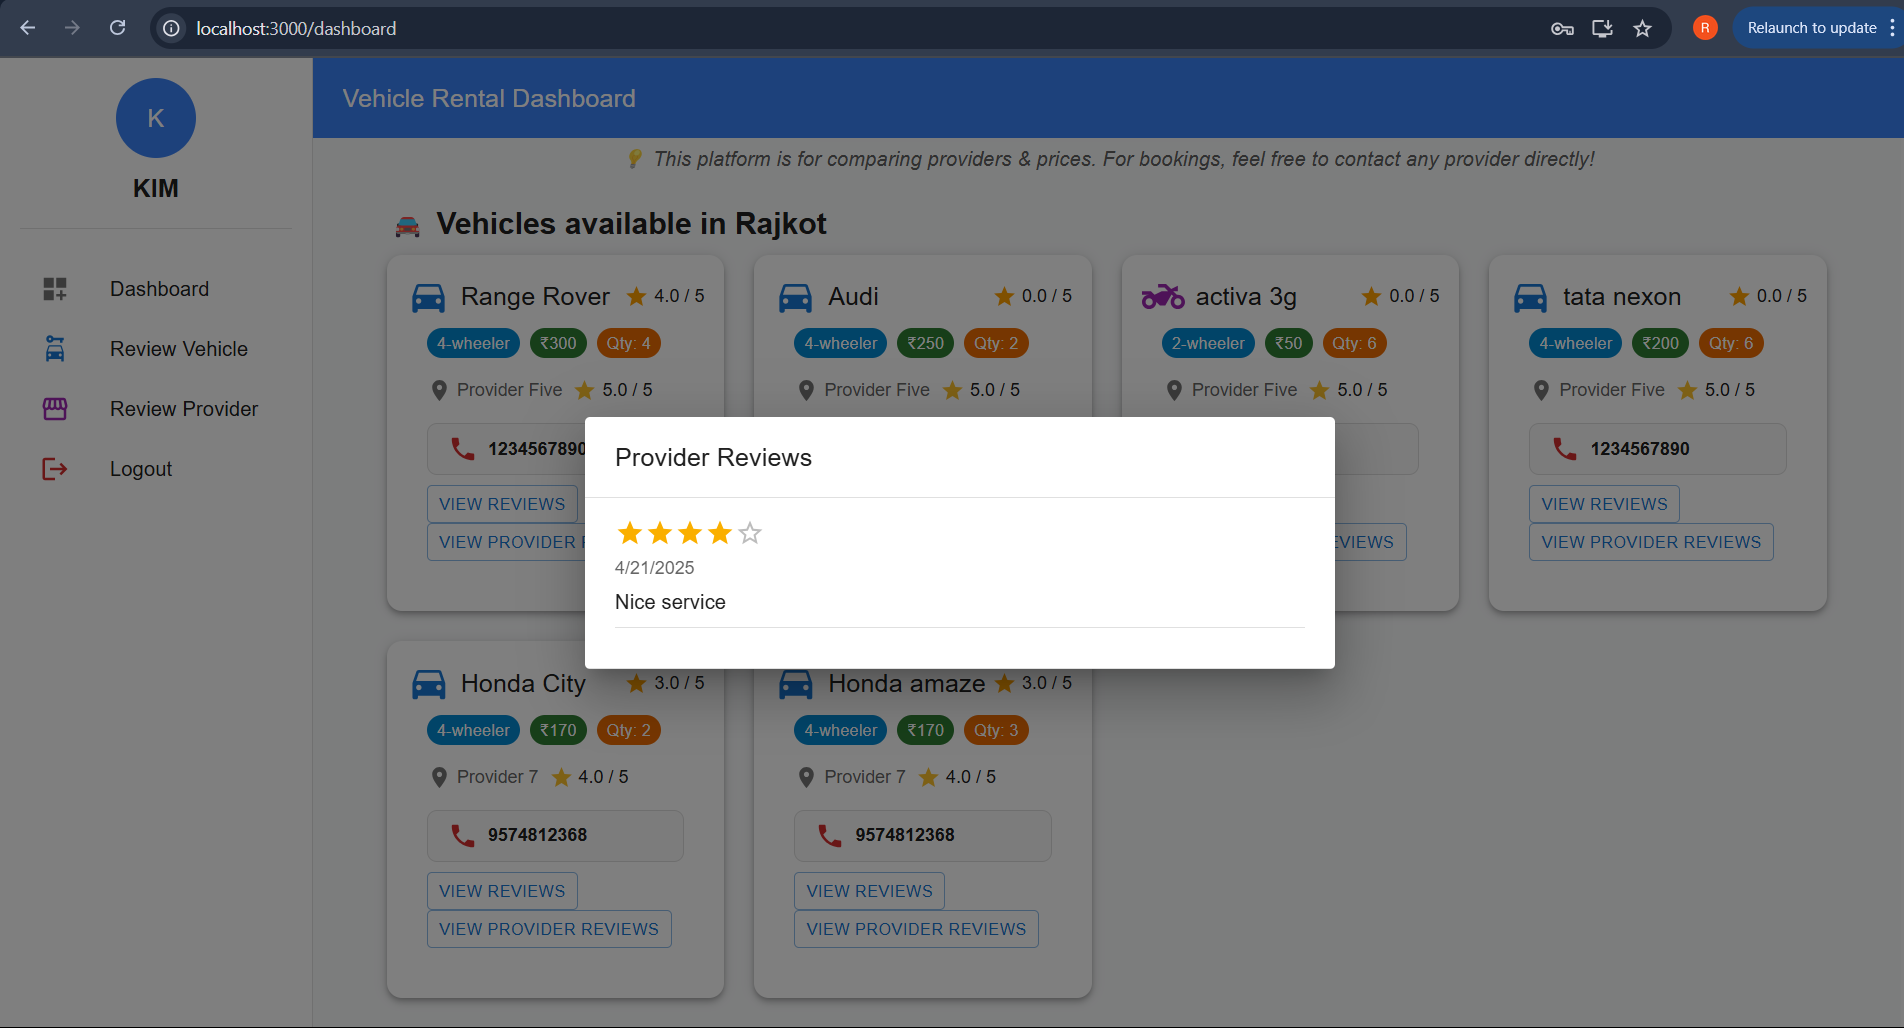 localhost:3000/dashboard
R
Relaunch to update
K
KIM
Dashboard
Review Vehicle
Review Provider
Logout
Vehicle Rental Dashboard
This platform is for comparing providers & prices. For bookings, feel free to contact any provider directly!
Vehicles available in Rajkot
Range Rover 4.0 / 5
4-wheeler ₹300 Qty: 4
Provider Five 5.0 / 5
1234567890
VIEW REVIEWS
VIEW PROVIDER
Audi 0.0 / 5
4-wheeler ₹250 Qty: 2
Provider Five 5.0 / 5
activa 3g 0.0 / 5
2-wheeler ₹50 Qty: 6
Provider Five 5.0 / 5
tata nexon 0.0 / 5
4-wheeler ₹200 Qty: 6
Provider Five 5.0 / 5
1234567890
VIEW REVIEWS
VIEW PROVIDER REVIEWS
Provider Reviews
4/21/2025
Nice service
Honda City 3.0 / 5
4-wheeler ₹170 Qty: 2
Provider 7 4.0 / 5
9574812368
VIEW REVIEWS
VIEW PROVIDER REVIEWS
Honda amaze 3.0 / 5
4-wheeler ₹170 Qty: 3
Provider 7 4.0 / 5
9574812368
VIEW REVIEWS
VIEW PROVIDER REVIEWS